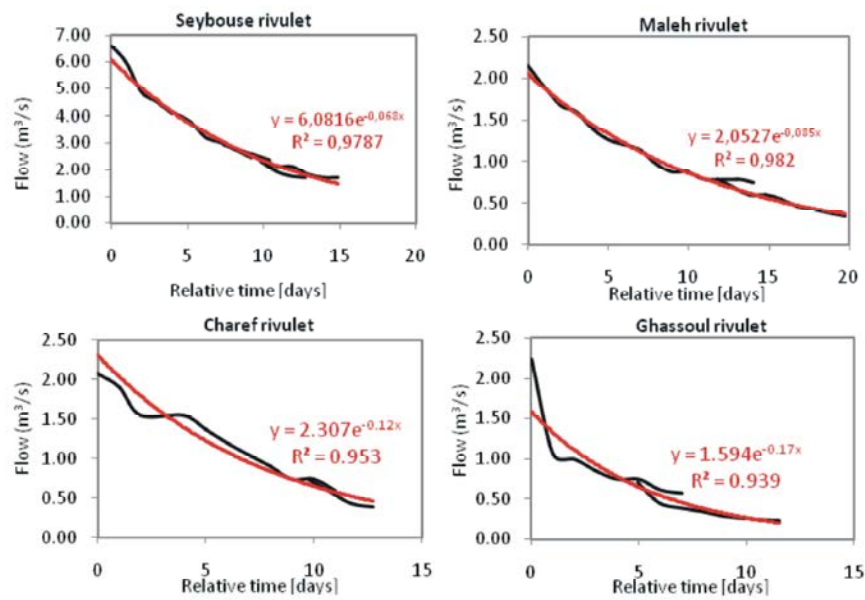 Seybouse rivulet
7.00
6.00
5.00
4.00
3.00
2.00
1.00
0.00
Flow (m³/s)
y = 6,0816e^-0,068x
R² = 0,9787
0 5 10 15 20
Relative time [days]
Maleh rivulet
2.50
2.00
1.50
1.00
0.50
0.00
Flow (m³/s)
y = 2,0527e^-0,085x
R² = 0,982
0 5 10 15 20
Relative time [days]
Charef rivulet
2.50
2.00
1.50
1.00
0.50
0.00
Flow (m³/s)
y = 2.307e^-0.12x
R² = 0.953
0 5 10 15
Relative time [days]
Ghassoul rivulet
2.50
2.00
1.50
1.00
0.50
0.00
Flow (m³/s)
y = 1.594e^-0.17x
R² = 0.939
0 5 10 15
Relative time [days]